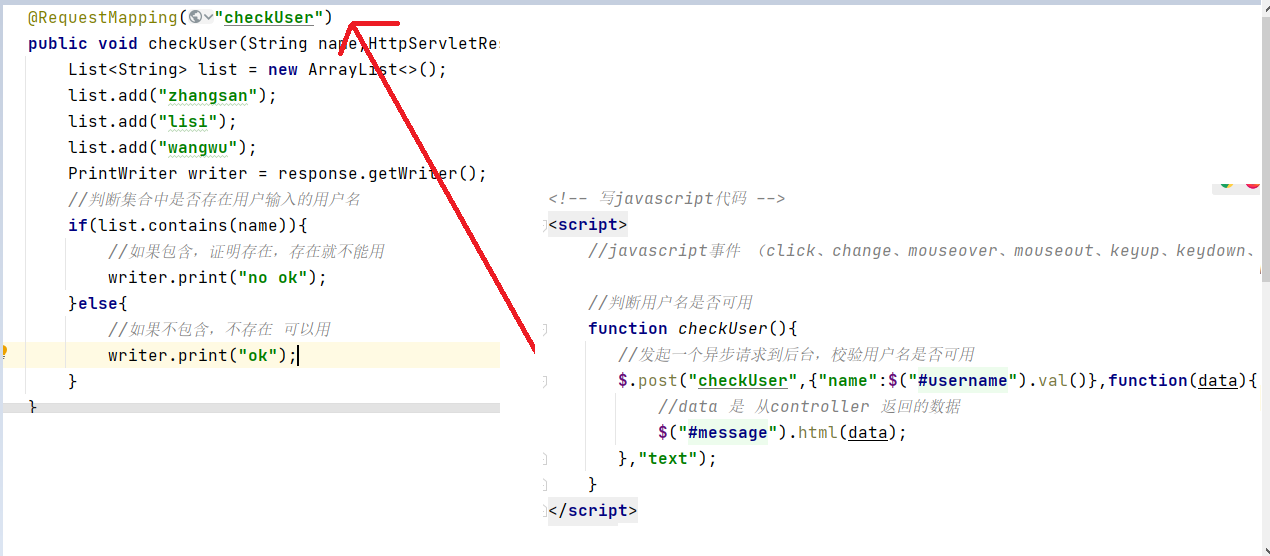 @RequestMapping("checkUser")
public void checkUser(String name,HttpServletRes
List<String> list = new ArrayList<>();
list.add("zhangsan");
list.add("lisi");
list.add("wangwu");
PrintWriter writer = response.getWriter();
//判断集合中是否存在用户输入的用户名
if(list.contains(name)){
//如果包含，证明存在，存在就不能用
writer.print("no ok");
}else{
//如果不包含，不存在 可以用
writer.print("ok");
}
}
<!-- 写javascript代码 -->
<script>
//javascript事件 （click、change、mouseover、mouseout、keyup、keydown、
//判断用户名是否可用
function checkUser(){
//发起一个异步请求到后台，校验用户名是否可用
$.post("checkUser",{"name":$("#username").val()},function(data){
//data 是 从controller 返回的数据
$("#message").html(data);
},"text");
}
</script>